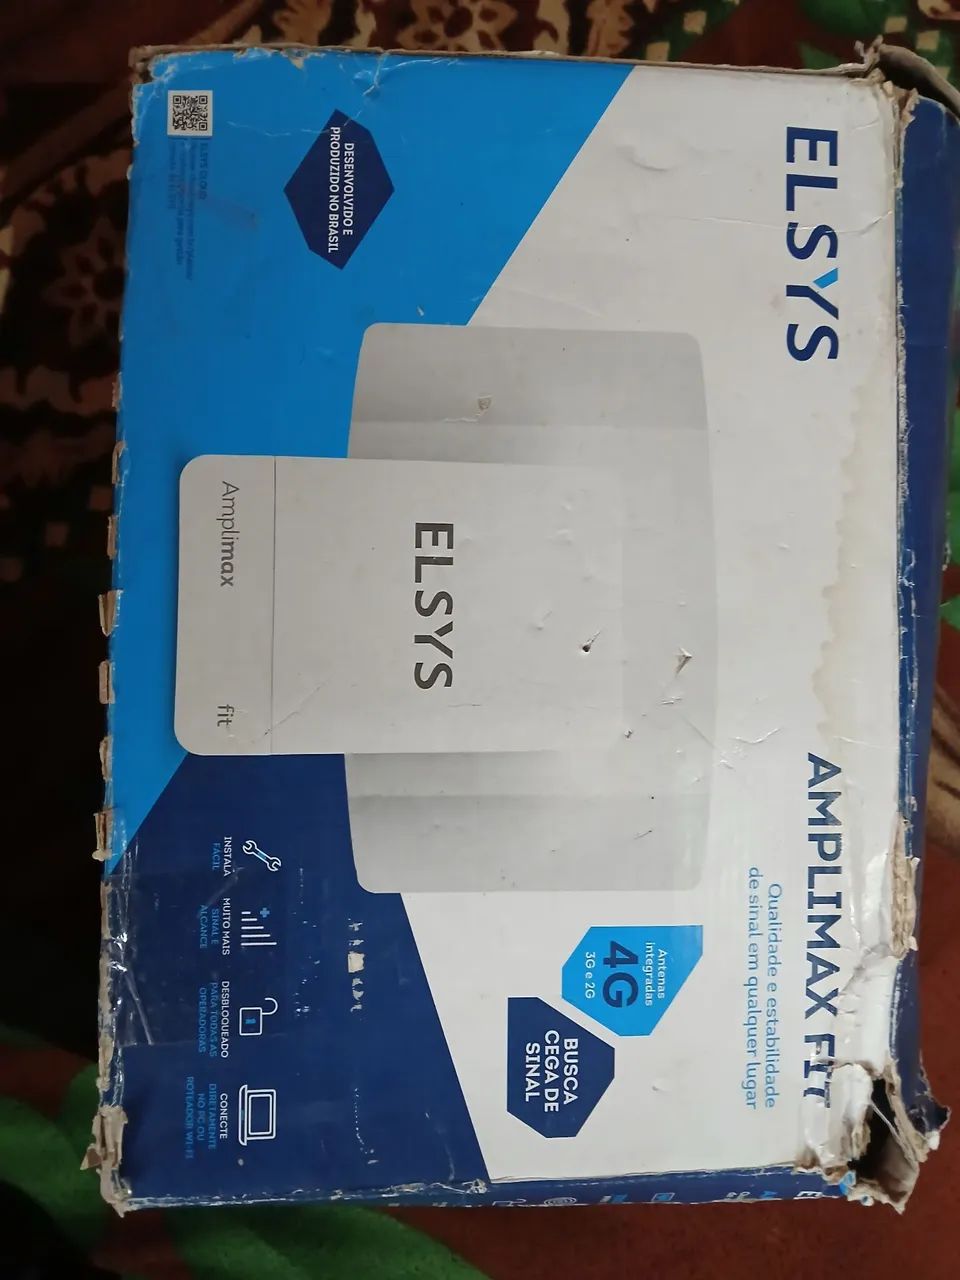 ELSYS
AMPLIMAX FIT
Qualidade e estabilidade
de sinal em qualquer lugar
Antenas
integradas
4G
3G e 2G
BUSCA
CEGA DE
SINAL
DESENVOLVIDO E
PRODUZIDO NO BRASIL
ELSYS
Amplimax
fit
ELSYS CLOUD
INSTALA
FÁCIL
MUITO MAIS
SINAL E
ALCANCE
DESBLOQUEADO
PARA TODAS AS
OPERADORAS
CONECTE
DIRETAMENTE
NO PC OU
ROTEADOR WI-FI